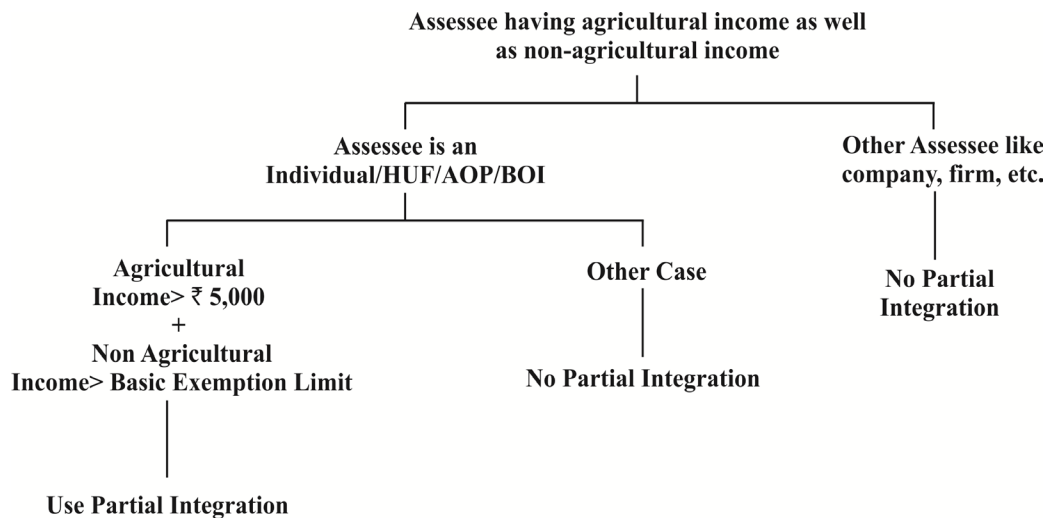 Assessee having agricultural income as well
as non-agricultural income
Assessee is an
Individual/HUF/AOP/BOI
Other Assessee like
company, firm, etc.
Agricultural
Income> ₹ 5,000
+
Non Agricultural
Income> Basic Exemption Limit
Other Case
No Partial
Integration
No Partial Integration
Use Partial Integration